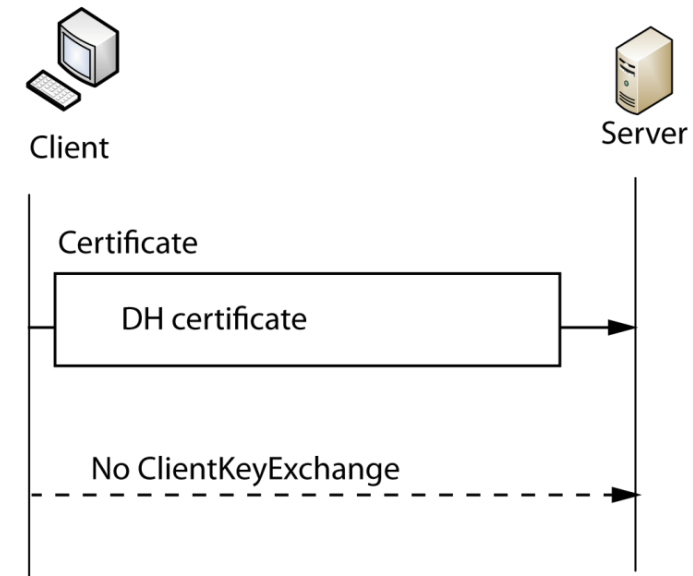 Client
Server
Certificate
DH certificate
No ClientKeyExchange